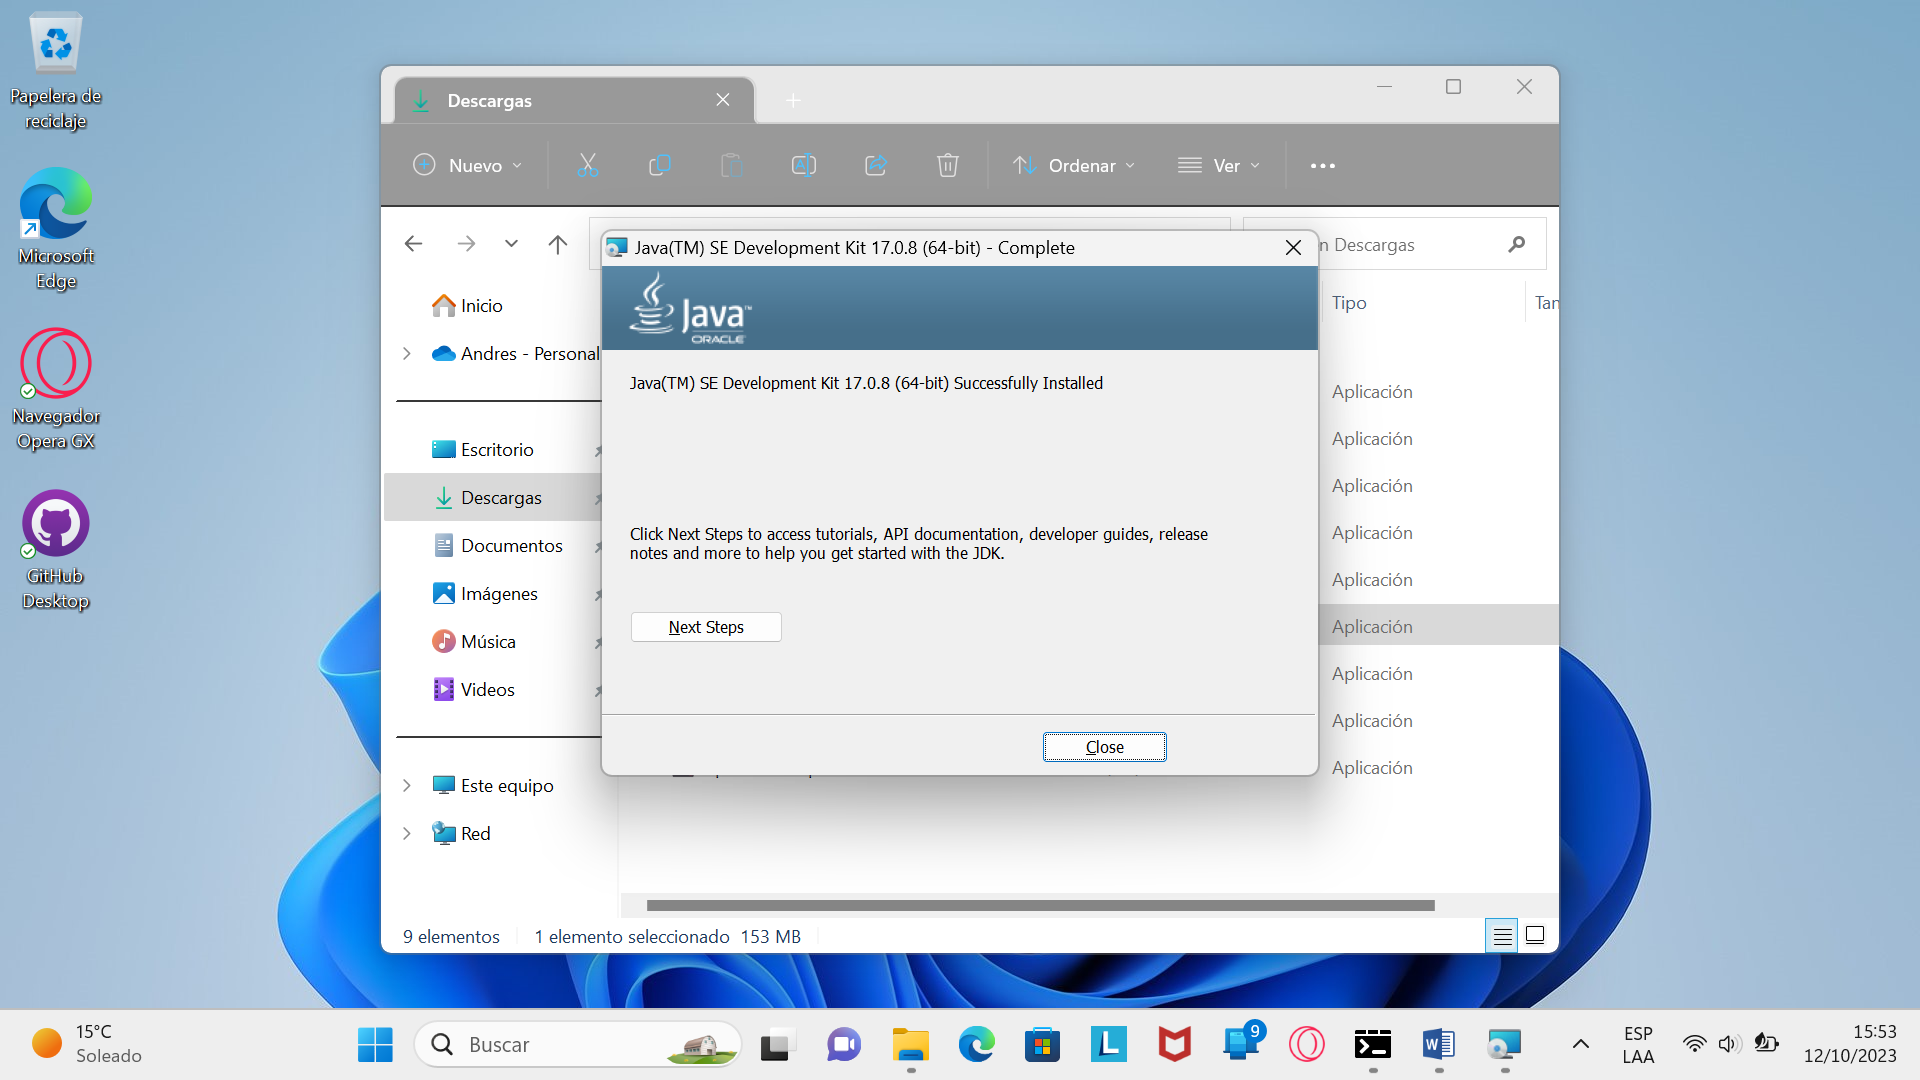 Papelera de
reciclaje
Microsoft
Edge
Navegador
Opera GX
GitHub
Desktop
Descargas
Nuevo
Ordenar
Ver
n Descargas
Inicio
Andres - Personal
Escritorio
Descargas
Documentos
Imágenes
Música
Videos
Este equipo
Red
Tipo
Tan
Aplicación
Aplicación
Aplicación
Aplicación
Aplicación
Aplicación
Aplicación
Aplicación
Aplicación
9 elementos
1 elemento seleccionado 153 MB
Java(TM) SE Development Kit 17.0.8 (64-bit) - Complete
Java™
ORACLE
Java(TM) SE Development Kit 17.0.8 (64-bit) Successfully Installed
Click Next Steps to access tutorials, API documentation, developer guides, release
notes and more to help you get started with the JDK.
Next Steps
Close
15°C
Soleado
Buscar
L
9
W
ESP
LAA
15:53
12/10/2023